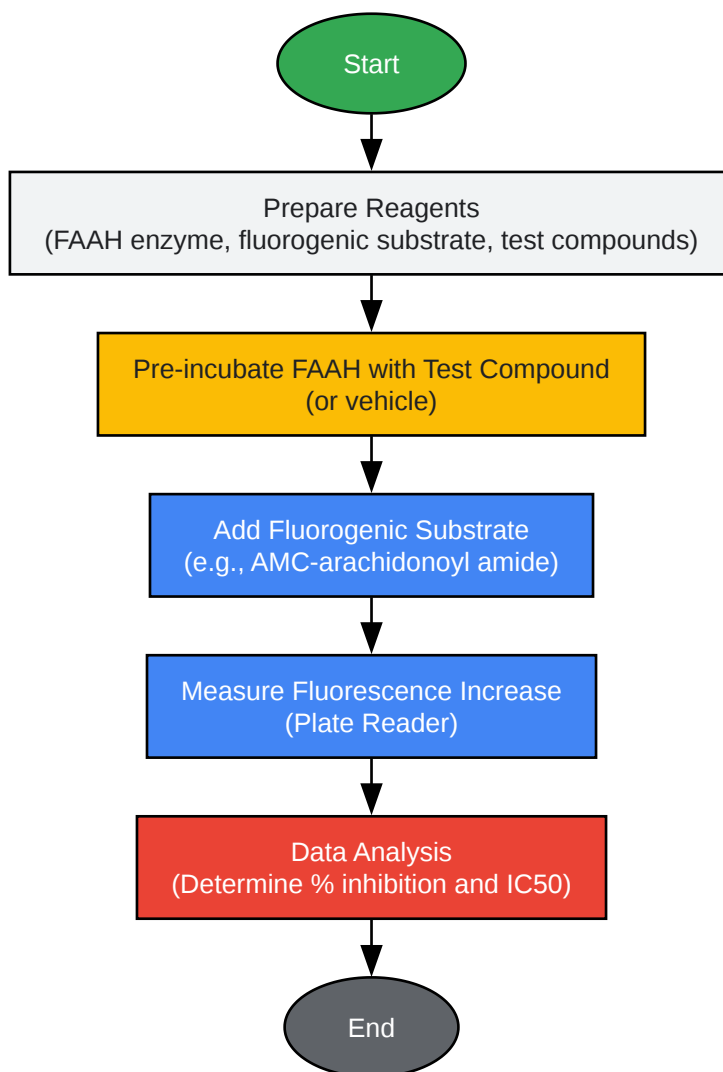 Start
Prepare Reagents
(FAAH enzyme, fluorogenic substrate, test compounds)
Pre-incubate FAAH with Test Compound
(or vehicle)
Add Fluorogenic Substrate
(e.g., AMC-arachidonoyl amide)
Measure Fluorescence Increase
(Plate Reader)
Data Analysis
(Determine % inhibition and IC50)
End